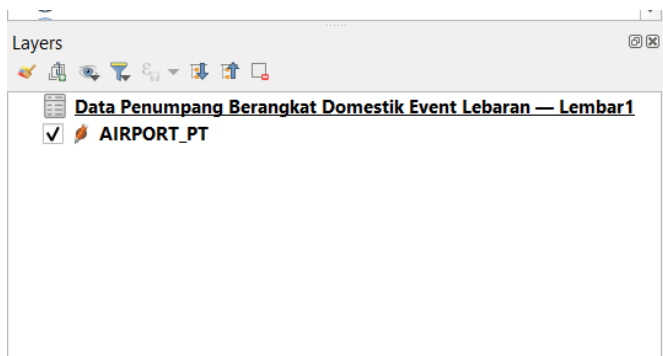 Layers
Data Penumpang Berangkat Domestik Event Lebaran — Lembar1
AIRPORT_PT